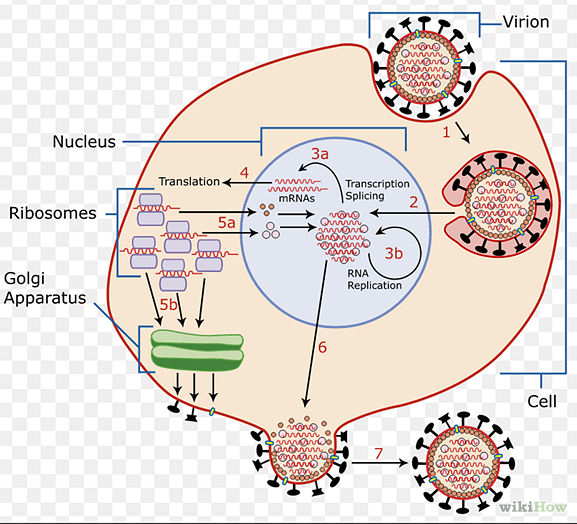 Virion
1
Nucleus
3a
4
Translation
Transcription
Splicing
mRNAs
2
Ribosomes
5a
3b
RNA
Replication
Golgi
Apparatus
5b
6
Cell
7
wikiHow